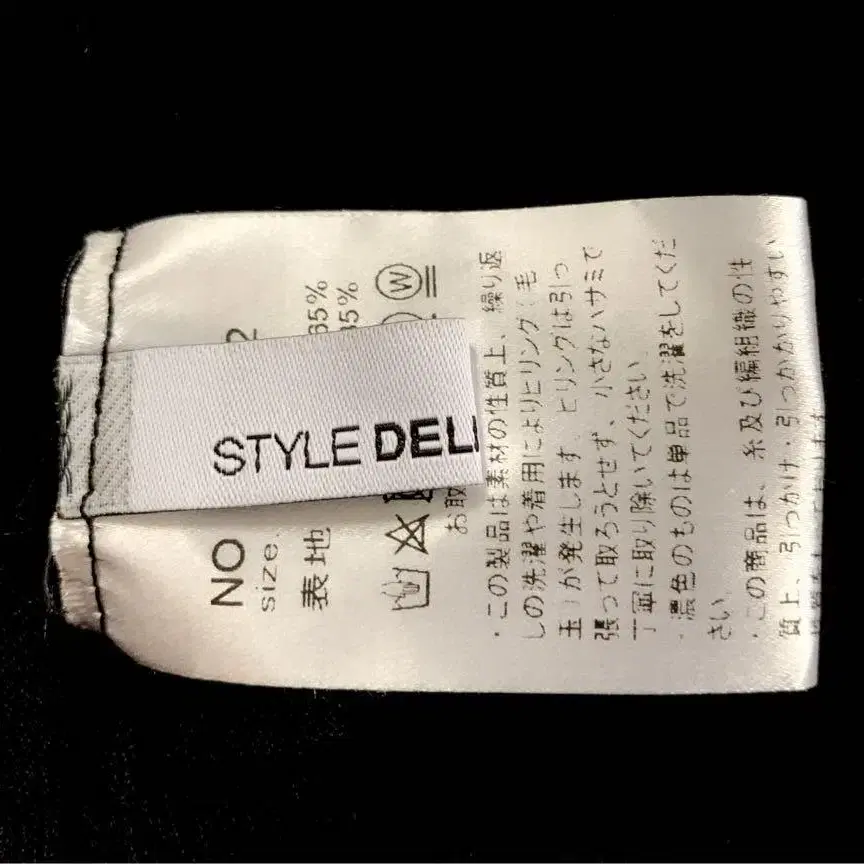 STYLE DELI
NO 2
size.
表地 65%
35%
W
お取
・この製品は素材の性質上、繰り返
しの洗濯や着用によりピリング（毛
玉）が発生します。ピリングは引っ
張って取ろうとせず、小さなハサミで
丁寧に取り除いてください。
・濃色のものは単品で洗濯をしてくだ
さい。
・この商品は、糸及び編組織の性
質上、引っかけ・引っかかりやすい